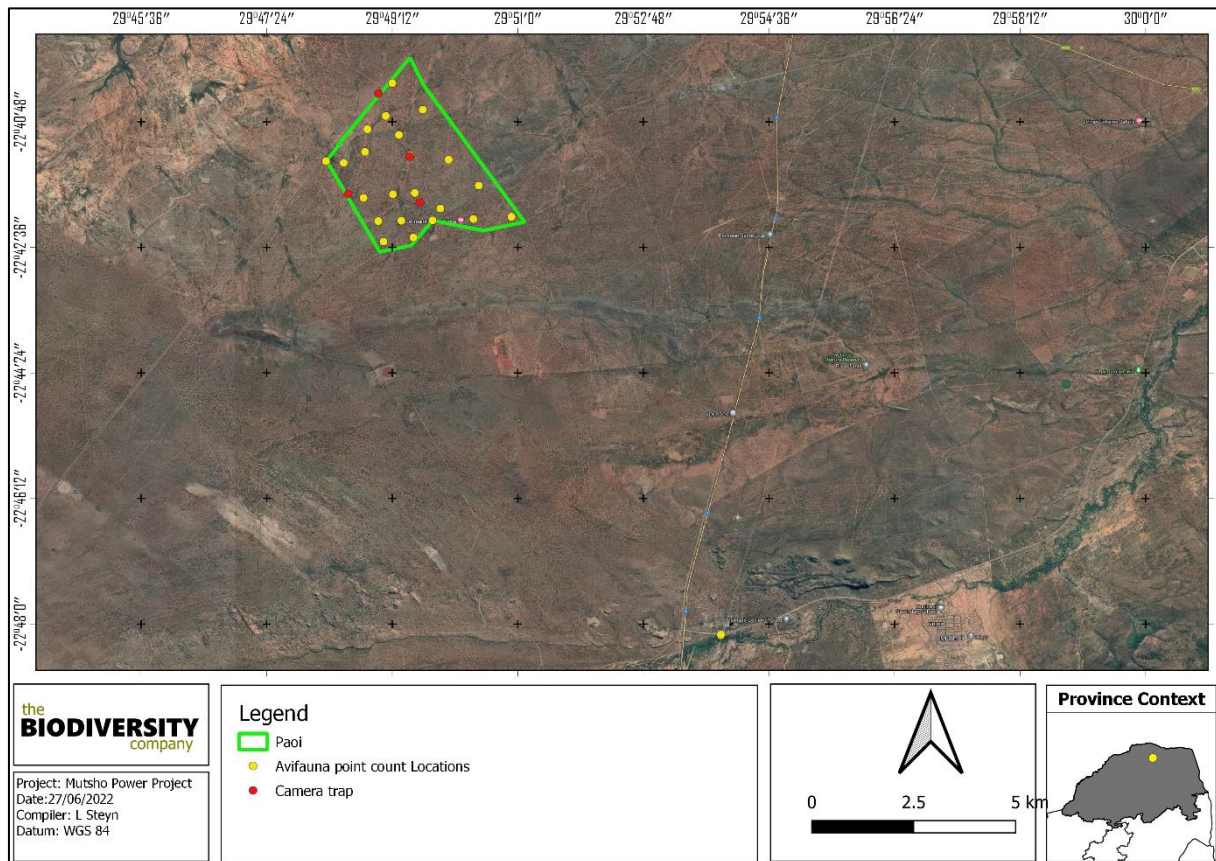 29°45'36" 29°47'24" 29°49'12" 29°51'0" 29°52'48" 29°54'36" 29°56'24" 29°58'12" 30°0'0"
-22°40'48"
-22°42'36"
-22°44'24"
-22°46'12"
-22°48'0"
the
BIODIVERSITY
company
Project: Mutsho Power Project
Date:27/06/2022
Compiler: L Steyn
Datum: WGS 84
Legend
Paoi
Avifauna point count Locations
Camera trap
0 2.5 5 km
Province Context